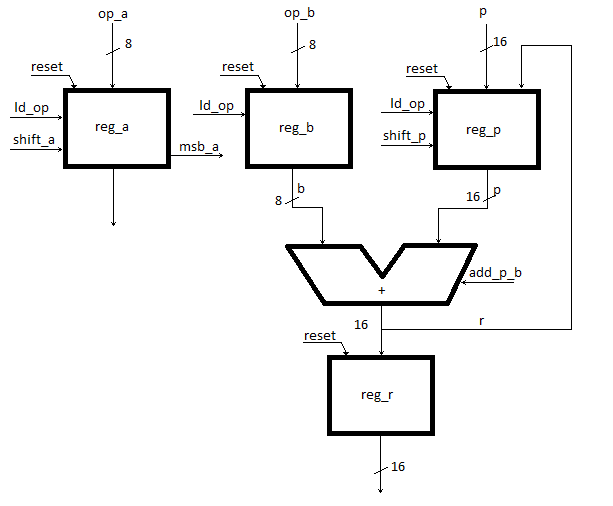 op_a
op_b
p
8
8
16
reset
reset
reset
ld_op
ld_op
ld_op
reg_a
reg_b
reg_p
shift_a
shift_p
msb_a
8
b
16
p
add_p_b
+
16
r
reset
reg_r
16